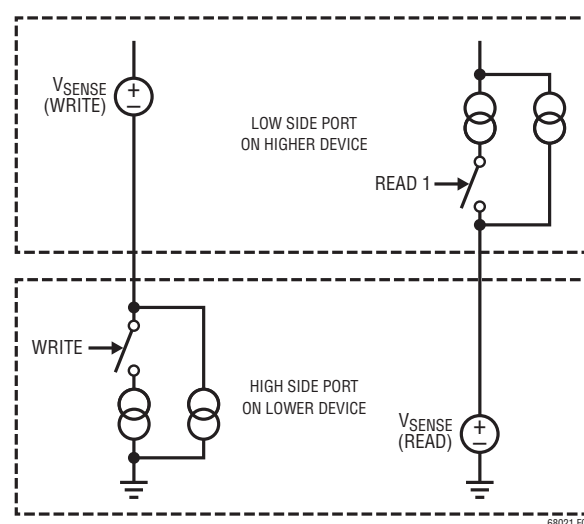 VSENSE
(WRITE)
+
–
LOW SIDE PORT
ON HIGHER DEVICE
READ 1
WRITE
HIGH SIDE PORT
ON LOWER DEVICE
VSENSE
(READ)
+
–